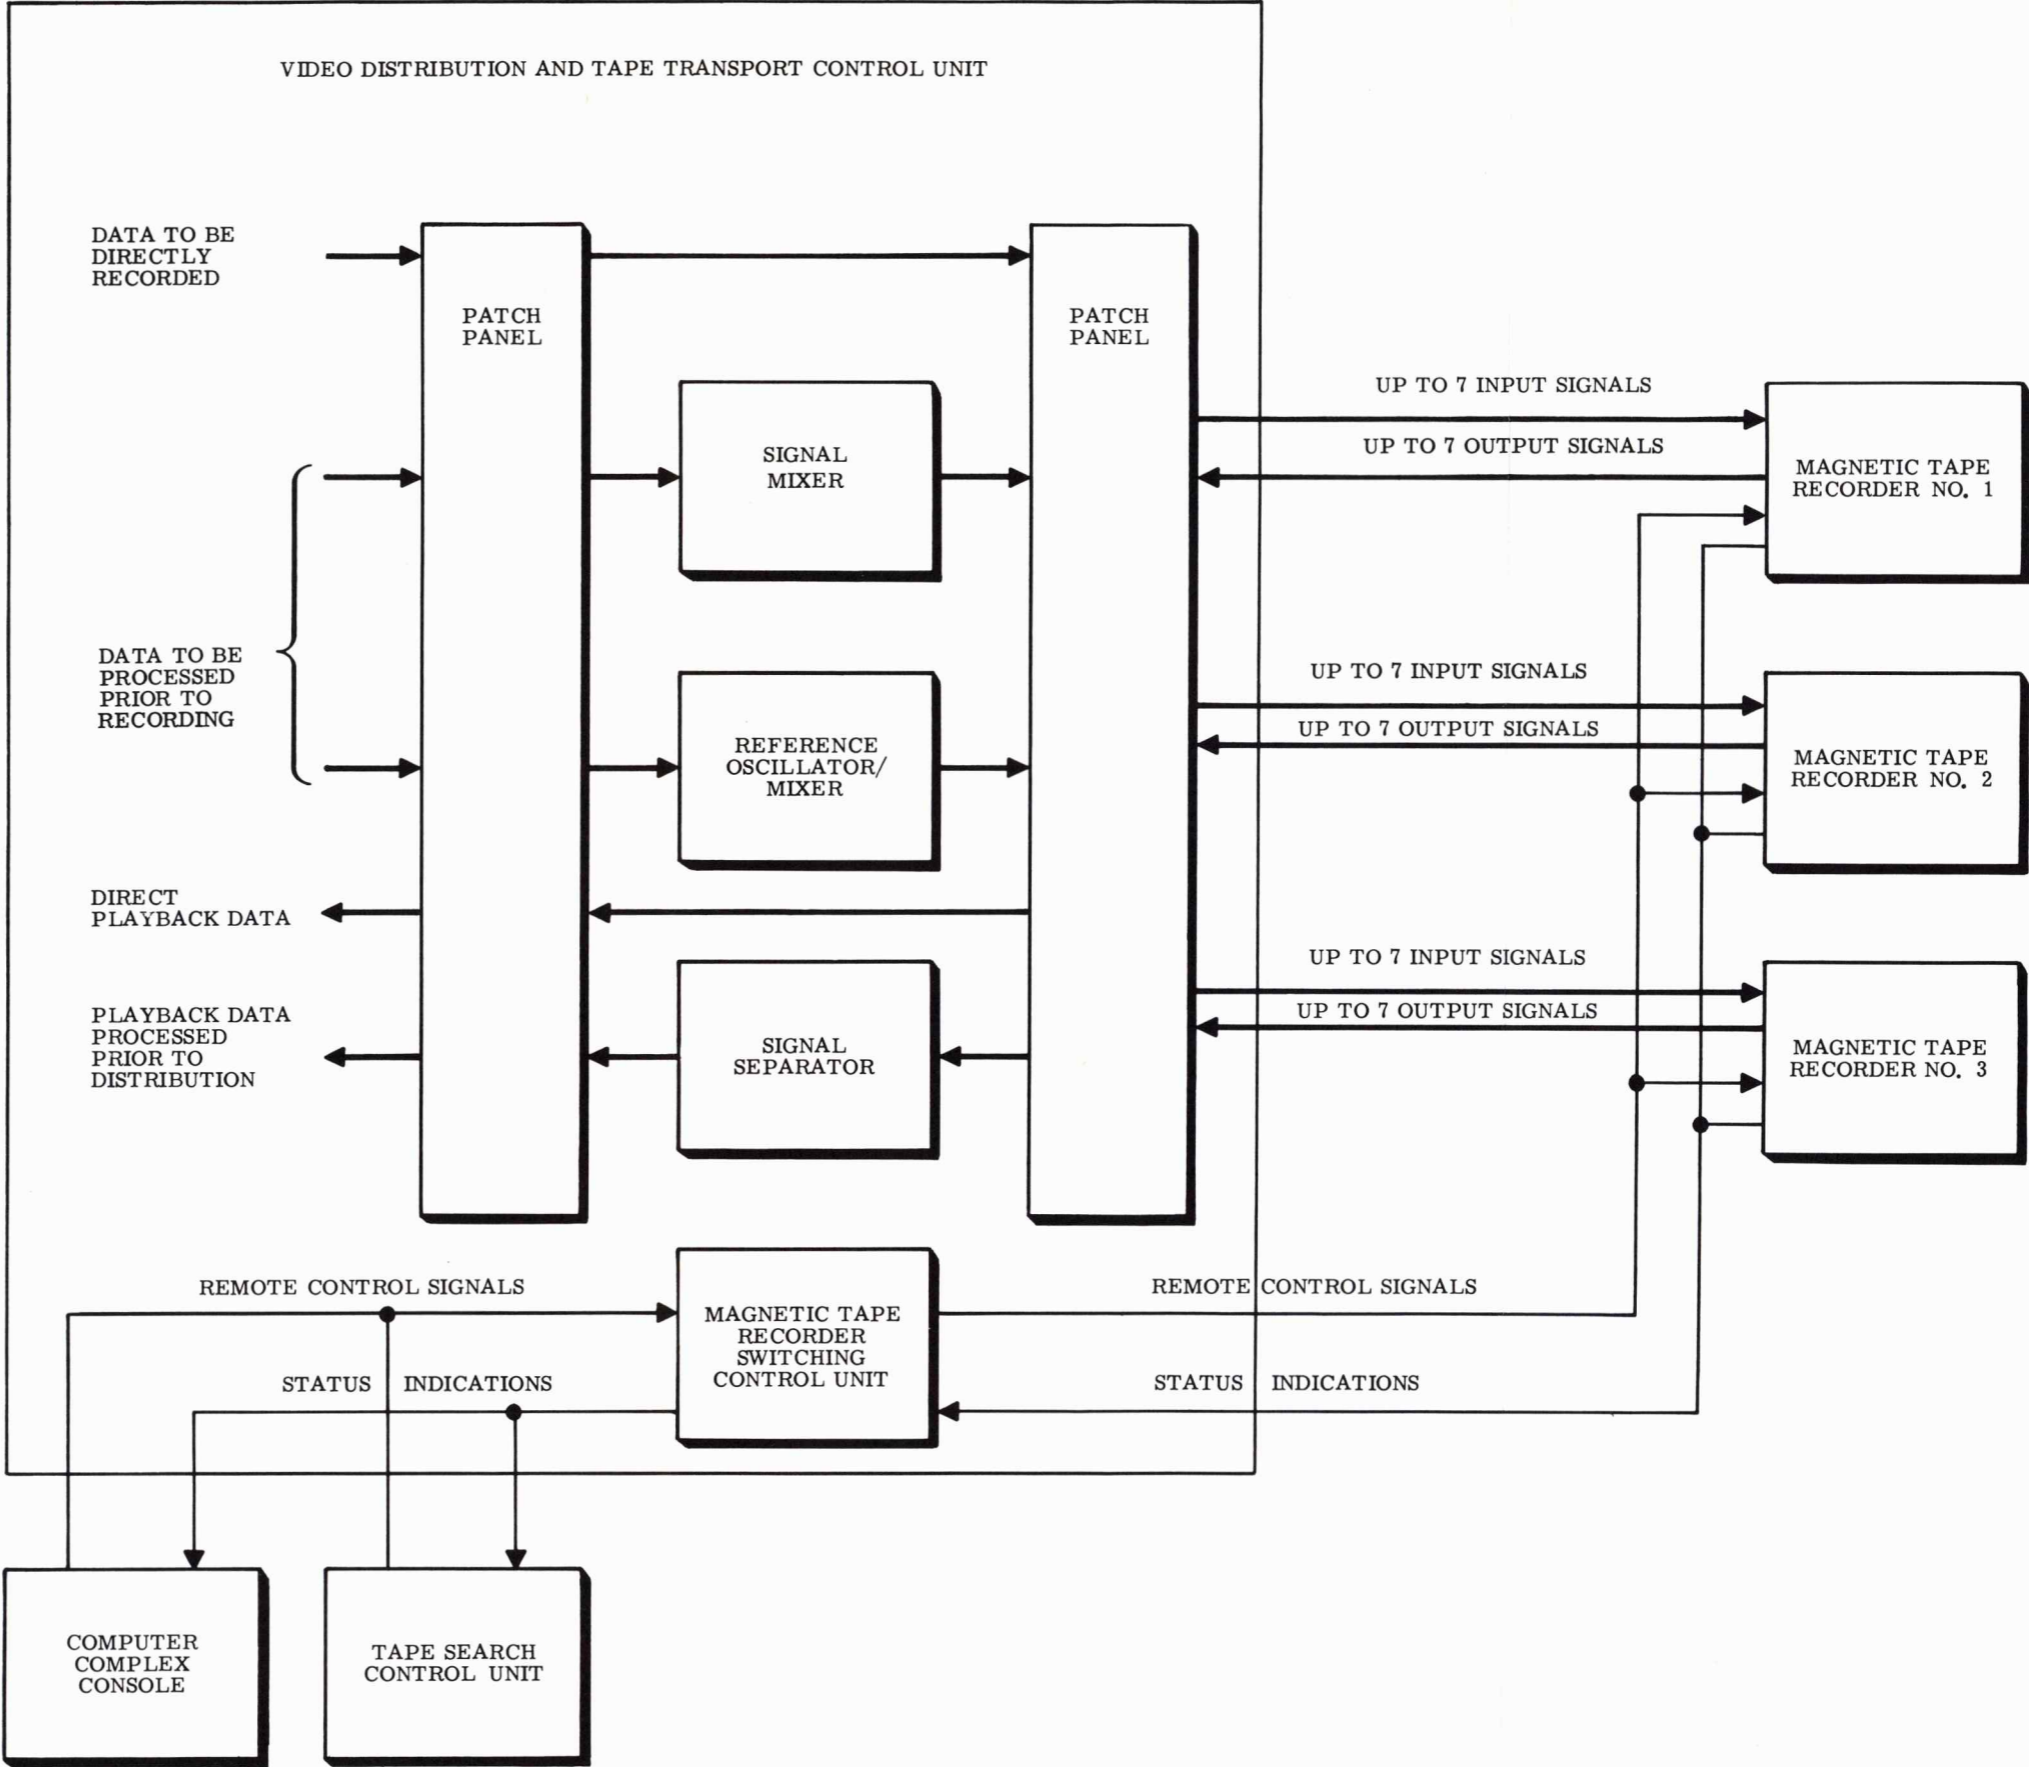 VIDEO DISTRIBUTION AND TAPE TRANSPORT CONTROL UNIT
DATA TO BE
DIRECTLY
RECORDED
PATCH
PANEL
PATCH
PANEL
SIGNAL
MIXER
UP TO 7 INPUT SIGNALS
UP TO 7 OUTPUT SIGNALS
MAGNETIC TAPE
RECORDER NO. 1
DATA TO BE
PROCESSED
PRIOR TO
RECORDING
REFERENCE
OSCILLATOR/
MIXER
UP TO 7 INPUT SIGNALS
UP TO 7 OUTPUT SIGNALS
MAGNETIC TAPE
RECORDER NO. 2
DIRECT
PLAYBACK DATA
PLAYBACK DATA
PROCESSED
PRIOR TO
DISTRIBUTION
SIGNAL
SEPARATOR
UP TO 7 INPUT SIGNALS
UP TO 7 OUTPUT SIGNALS
MAGNETIC TAPE
RECORDER NO. 3
REMOTE CONTROL SIGNALS
STATUS INDICATIONS
MAGNETIC TAPE
RECORDER
SWITCHING
CONTROL UNIT
REMOTE CONTROL SIGNALS
STATUS INDICATIONS
COMPUTER
COMPLEX
CONSOLE
TAPE SEARCH
CONTROL UNIT